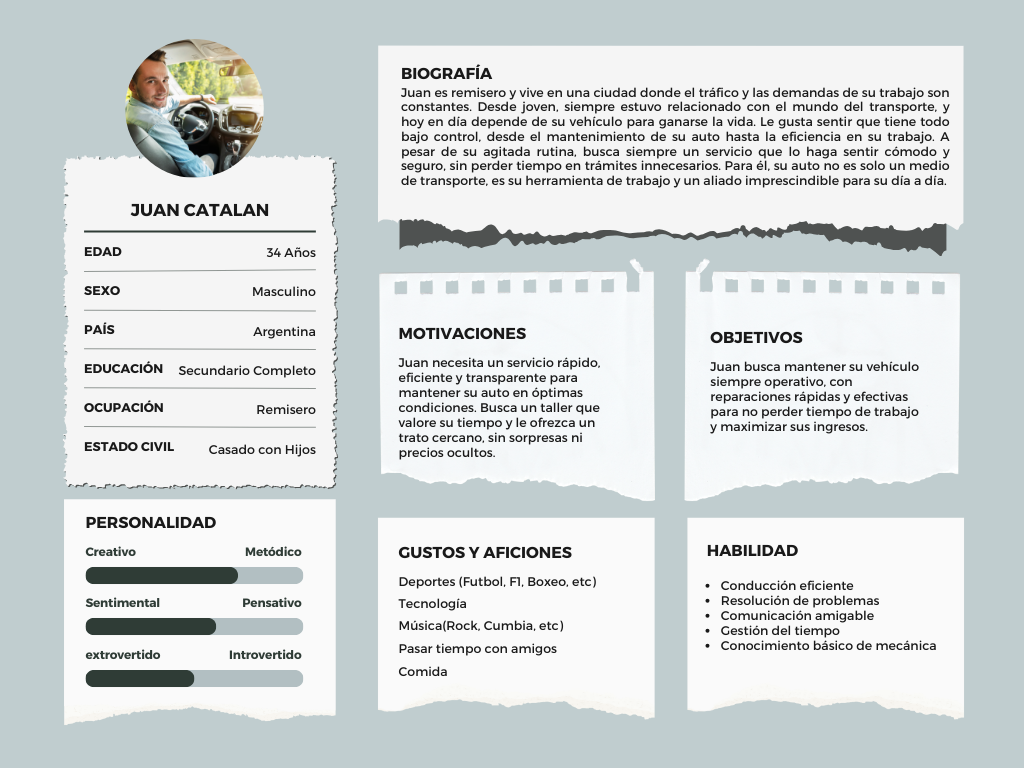 JUAN CATALAN
EDAD 34 Años
SEXO Masculino
PAÍS Argentina
EDUCACIÓN Secundario Completo
OCUPACIÓN Remisero
ESTADO CIVIL Casado con Hijos
PERSONALIDAD
Creativo Metódico
Sentimental Pensativo
extrovertido Introvertido
BIOGRAFÍA
Juan es remisero y vive en una ciudad donde el tráfico y las demandas de su trabajo son
constantes. Desde joven, siempre estuvo relacionado con el mundo del transporte, y
hoy en día depende de su vehículo para ganarse la vida. Le gusta sentir que tiene todo
bajo control, desde el mantenimiento de su auto hasta la eficiencia en su trabajo. A
pesar de su agitada rutina, busca siempre un servicio que lo haga sentir cómodo y
seguro, sin perder tiempo en trámites innecesarios. Para él, su auto no es solo un medio
de transporte, es su herramienta de trabajo y un aliado imprescindible para su día a día.
MOTIVACIONES
Juan necesita un servicio rápido,
eficiente y transparente para
mantener su auto en óptimas
condiciones. Busca un taller que
valore su tiempo y le ofrezca un
trato cercano, sin sorpresas ni
precios ocultos.
OBJETIVOS
Juan busca mantener su vehículo
siempre operativo, con
reparaciones rápidas y efectivas
para no perder tiempo de trabajo
y maximizar sus ingresos.
GUSTOS Y AFICIONES
Deportes (Futbol, F1, Boxeo, etc)
Tecnología
Música(Rock, Cumbia, etc)
Pasar tiempo con amigos
Comida
HABILIDAD
• Conducción eficiente
• Resolución de problemas
• Comunicación amigable
• Gestión del tiempo
• Conocimiento básico de mecánica